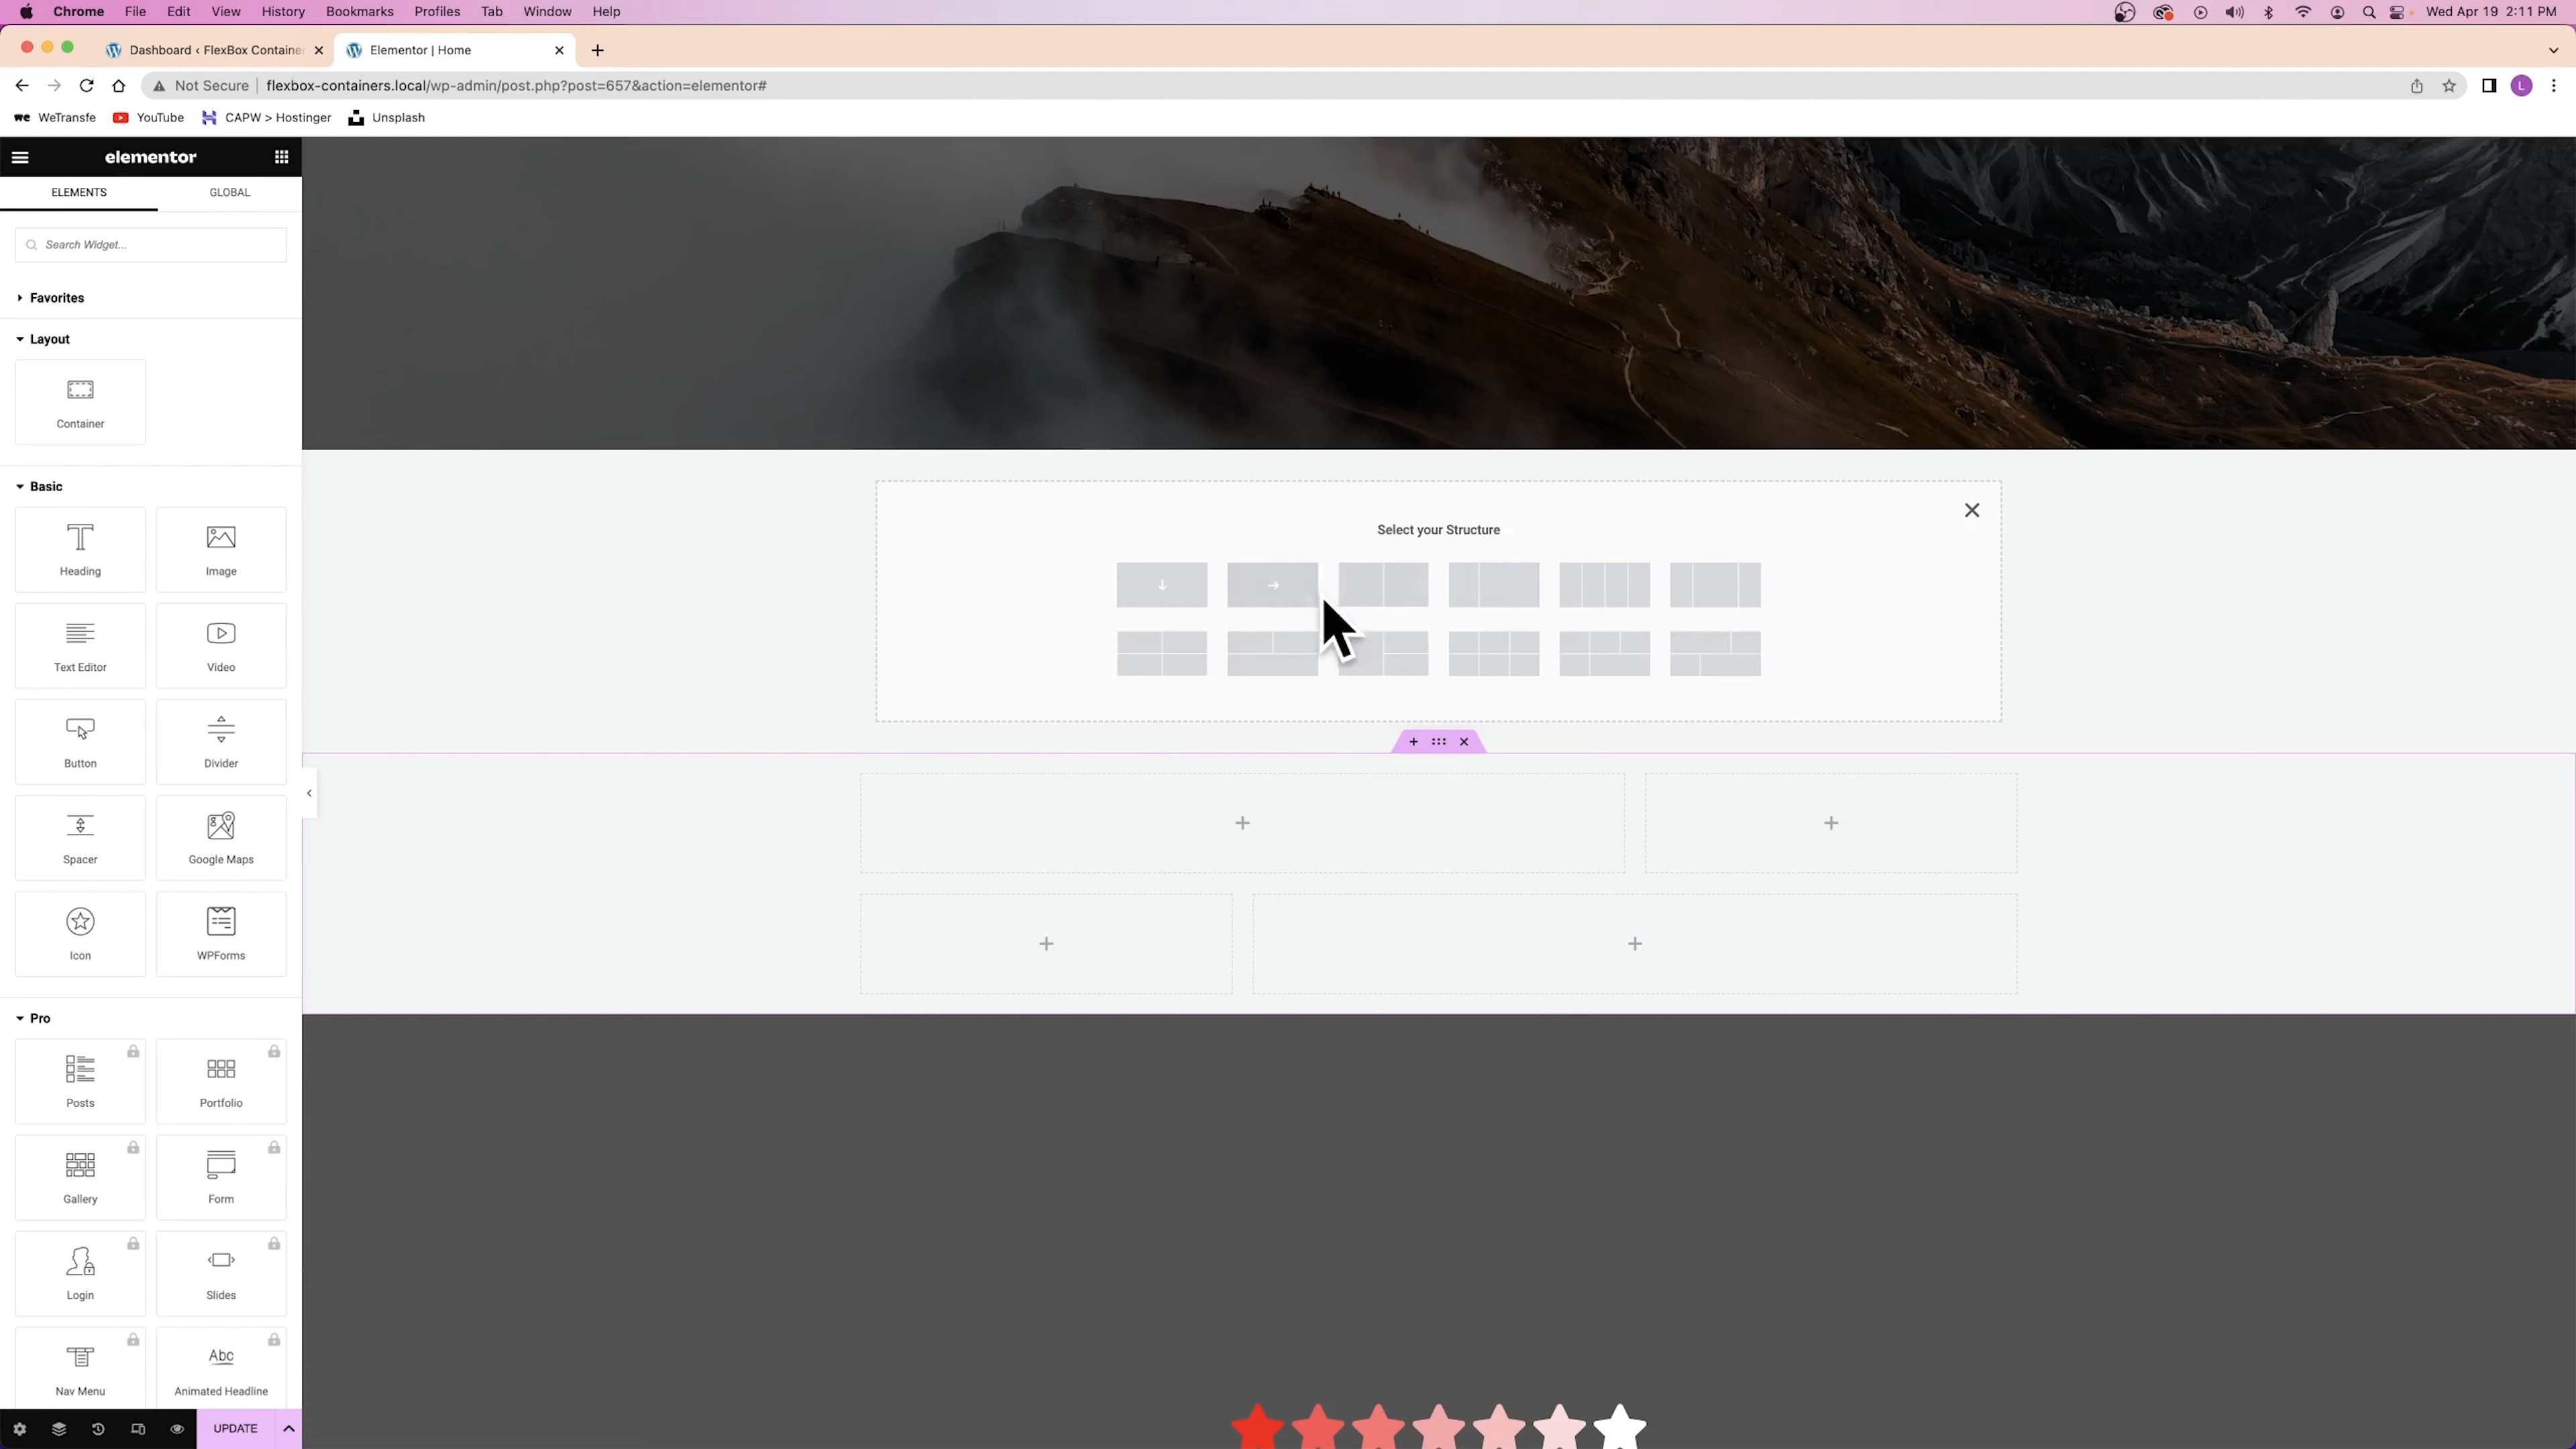 Chrome File Edit View History Bookmarks Profiles Tab Window Help Wed Apr 19 2:11 PM
Dashboard ‹ FlexBox Container Elementor | Home
Not Secure flexbox-containers.local/wp-admin/post.php?post=657&action=elementor# L
we WeTransfe YouTube CAPW > Hostinger Unsplash
elementor
ELEMENTS GLOBAL
Search Widget...
Favorites
Layout
Container
Basic
Heading Image
Text Editor Video
Button Divider
Spacer Google Maps
Icon WPForms
Pro
Posts Portfolio
Gallery Form
Login Slides
Abc
Nav Menu Animated Headline
UPDATE
Select your Structure